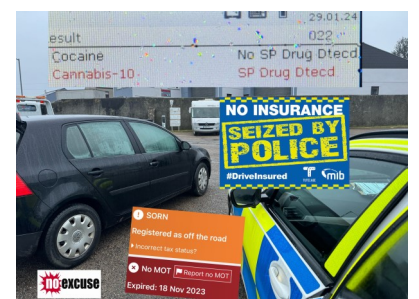 29.01.24
esult 022
Cocaine No SP Drug Dtecd
Cannabis-10 SP Drug Dtecd
NO INSURANCE
SEIZED BY
POLICE
#DriveInsured mib
SORN
Registered as off the road
Incorrect tax status?
No MOT Report no MOT
Expired: 18 Nov 2023
no excuse